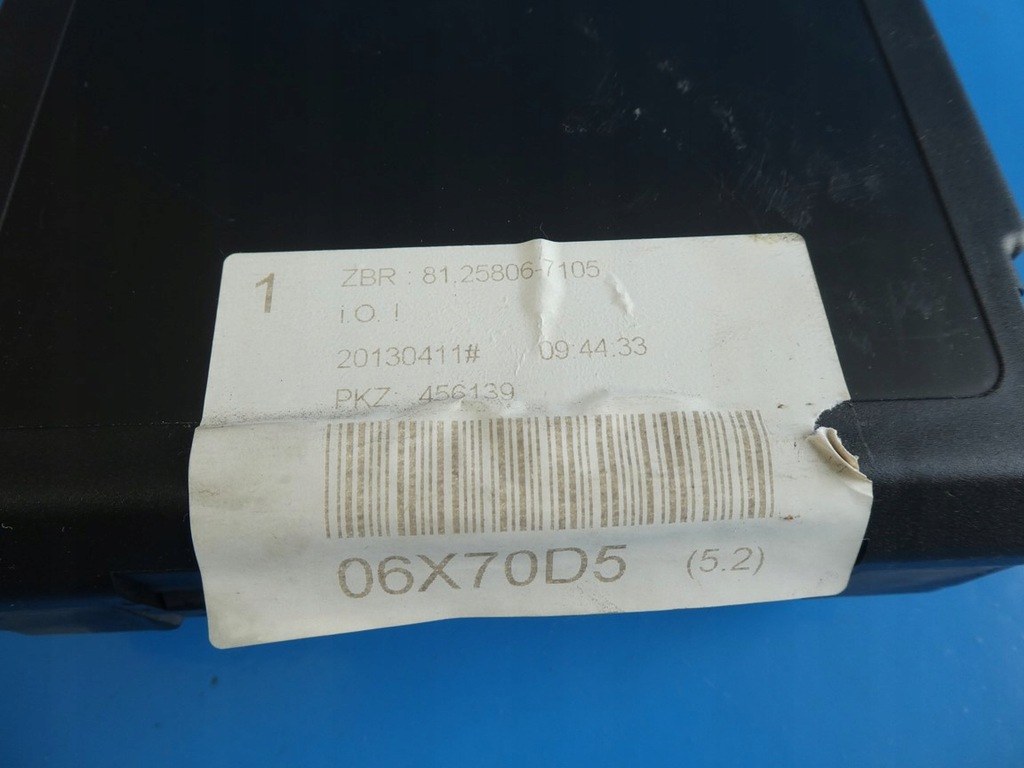 1
ZBR : 81.25806-7105
i.O. !
20130411# 09:44:33
PKZ: 456139
06X70D5 (5.2)